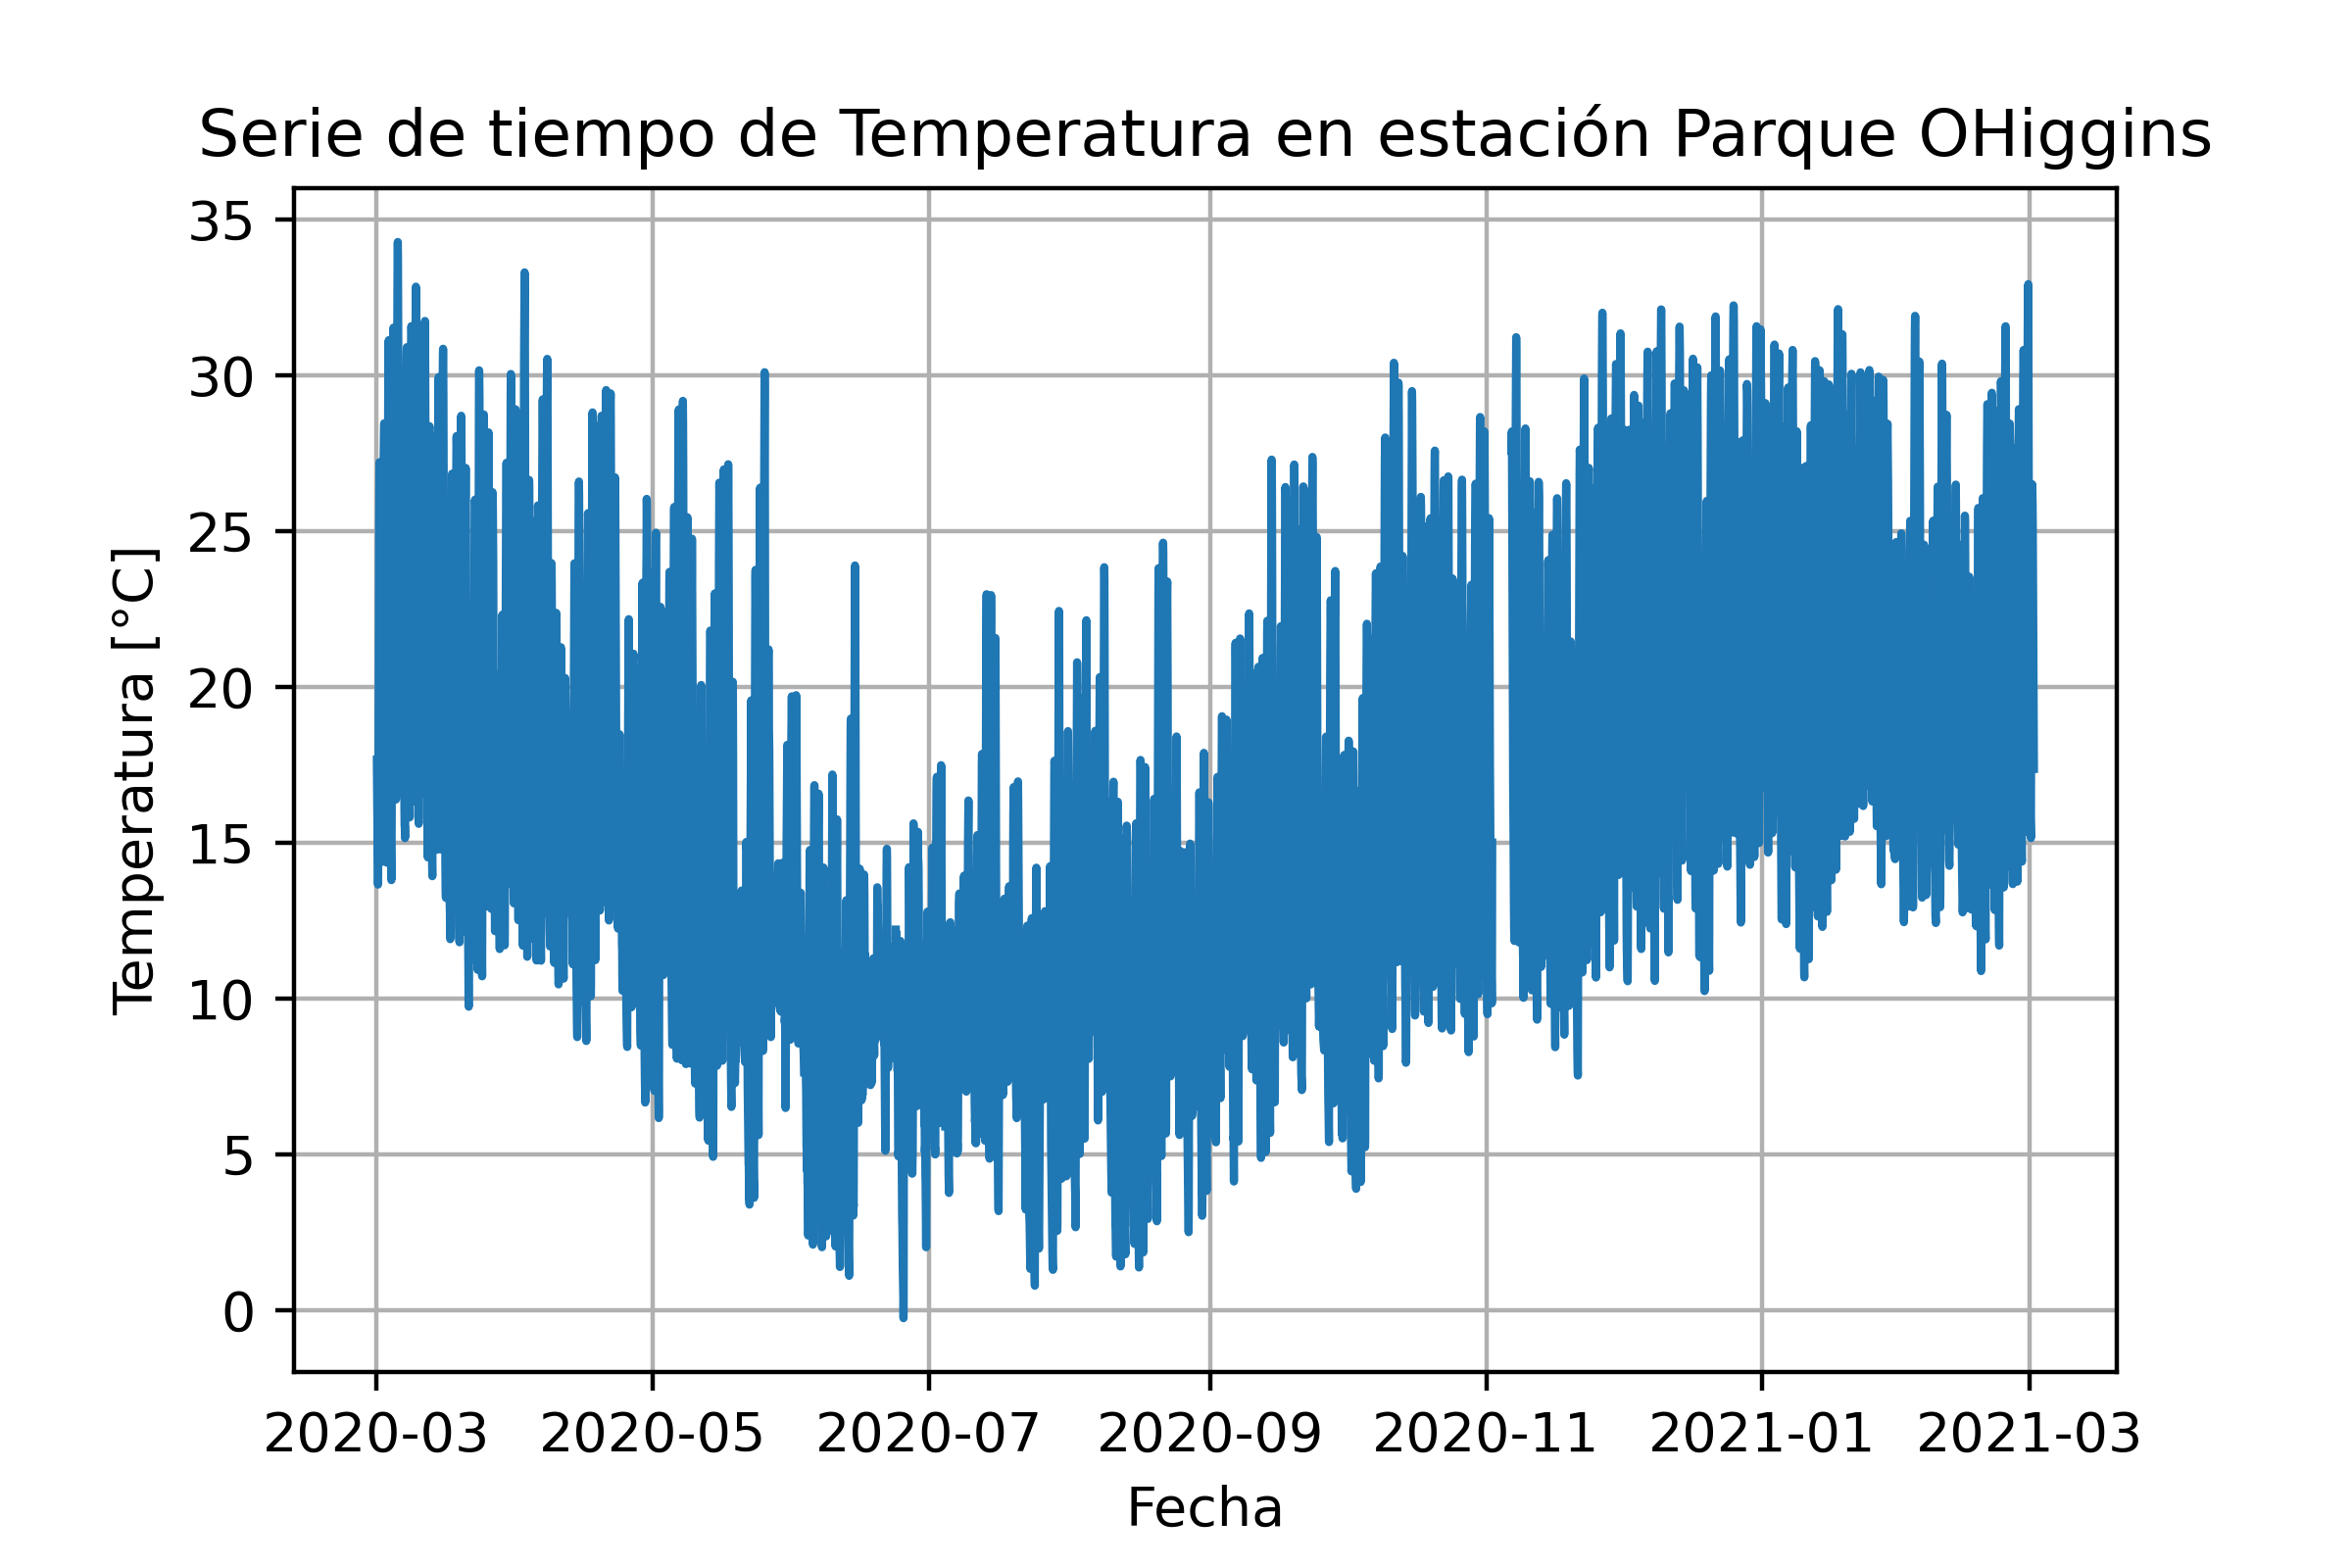 Serie de tiempo de Temperatura en estación Parque OHiggins
35
30
25
20
15
10
5
0
Temperatura [°C]
2020-03 2020-05 2020-07 2020-09 2020-11 2021-01 2021-03
Fecha